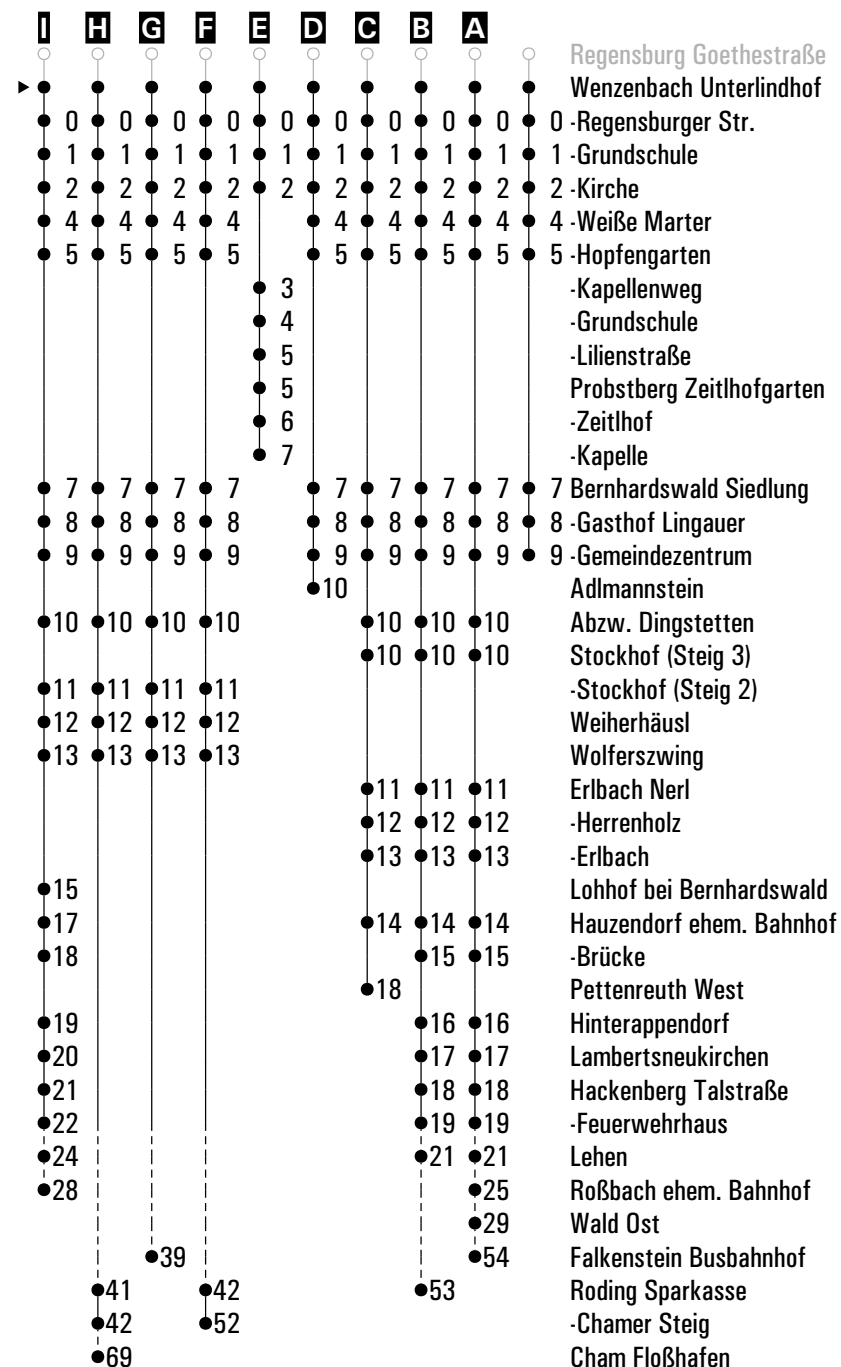 I H G F E D C B A
Regensburg Goethestraße
Wenzenbach Unterlindhof
0 0 0 0 0 0 0 0 0 0 -Regensburger Str.
1 1 1 1 1 1 1 1 1 1 -Grundschule
2 2 2 2 2 2 2 2 2 2 -Kirche
4 4 4 4 4 4 4 4 4 -Weiße Marter
5 5 5 5 5 5 5 5 5 -Hopfengarten
3 -Kapellenweg
4 -Grundschule
5 -Lilienstraße
5 Probstberg Zeitlhofgarten
6 -Zeitlhof
7 -Kapelle
7 7 7 7 7 7 7 7 7 Bernhardswald Siedlung
8 8 8 8 8 8 8 8 8 -Gasthof Lingauer
9 9 9 9 9 9 9 9 9 -Gemeindezentrum
10 Adlmannstein
10 10 10 10 10 10 10 Abzw. Dingstetten
10 10 10 Stockhof (Steig 3)
11 11 11 11 -Stockhof (Steig 2)
12 12 12 12 Weiherhäusl
13 13 13 13 Wolferszwing
11 11 11 Erlbach Nerl
12 12 12 -Herrenholz
13 13 13 -Erlbach
15 Lohhof bei Bernhardswald
17 14 14 14 Hauzendorf ehem. Bahnhof
18 15 15 -Brücke
18 Pettenreuth West
19 16 16 Hinterappendorf
20 17 17 Lambertsneukirchen
21 18 18 Hackenberg Talstraße
22 19 19 -Feuerwehrhaus
24 21 21 Lehen
28 25 Roßbach ehem. Bahnhof
29 Wald Ost
39 54 Falkenstein Busbahnhof
41 42 53 Roding Sparkasse
42 52 -Chamer Steig
69 Cham Floßhafen